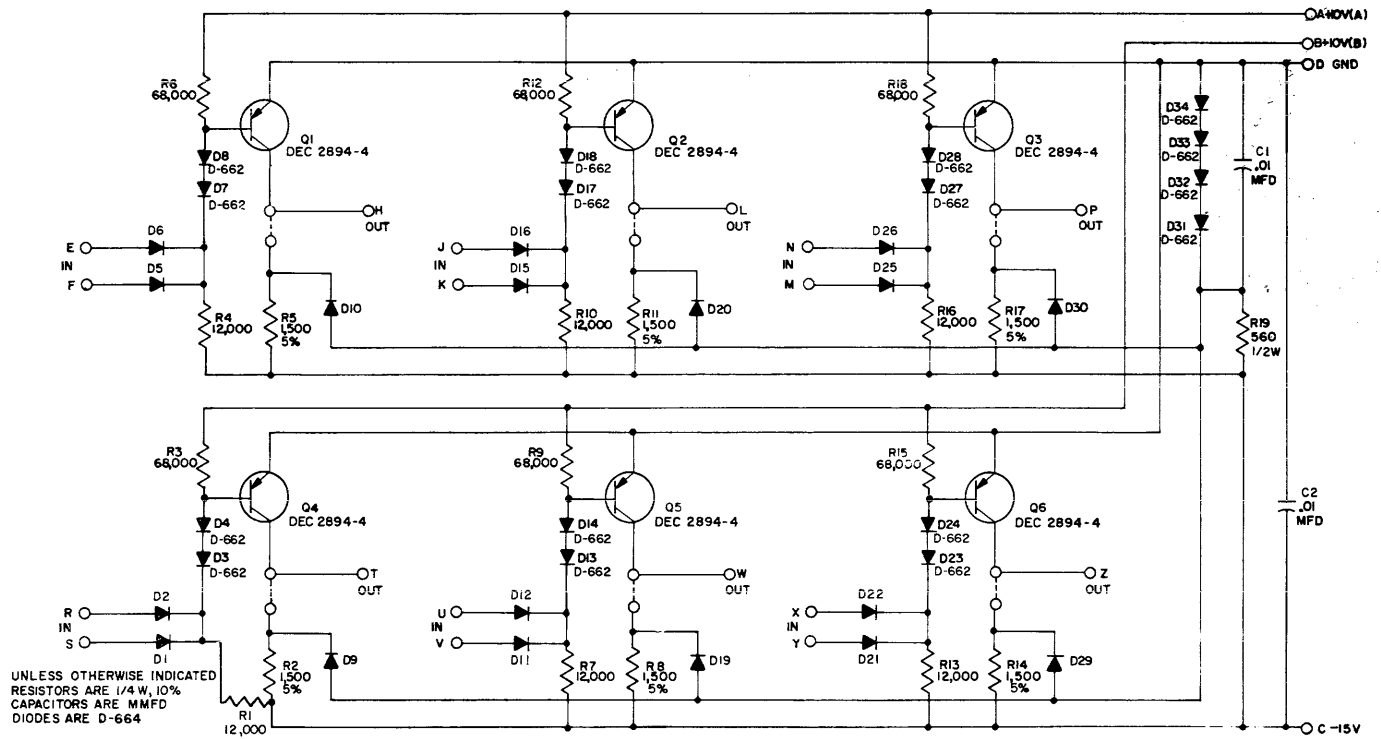 A+10V(A)
B+10V(B)
D GND
R6
68,000
Q1
DEC 2894-4
D8
D-662
D7
D-662
D6
E
IN
D5
F
H
OUT
R4
12,000
R5
1,500
5%
D10
R12
68,000
Q2
DEC 2894-4
D18
D-662
D17
D-662
D16
J
IN
D15
K
L
OUT
R10
12,000
R11
1,500
5%
D20
R18
68,000
Q3
DEC 2894-4
D28
D-662
D27
D-662
D26
N
IN
D25
M
P
OUT
R16
12,000
R17
1,500
5%
D30
D34
D-662
D33
D-662
D32
D-662
D31
D-662
C1
.01
MFD
R19
560
1/2W
R3
68,000
Q4
DEC 2894-4
D4
D-662
D3
D-662
D2
R
IN
S
D1
T
OUT
R2
1,500
5%
D9
R1
12,000
R9
68,000
Q5
DEC 2894-4
D14
D-662
D13
D-662
D12
U
IN
V
D11
W
OUT
R7
12,000
R8
1,500
5%
D19
R15
68,000
Q6
DEC 2894-4
D24
D-662
D23
D-662
D22
X
IN
Y
D21
Z
OUT
R13
12,000
R14
1,500
5%
D29
C2
.01
MFD
C -15V
UNLESS OTHERWISE INDICATED
RESISTORS ARE 1/4 W, 10%
CAPACITORS ARE MMFD
DIODES ARE D-664